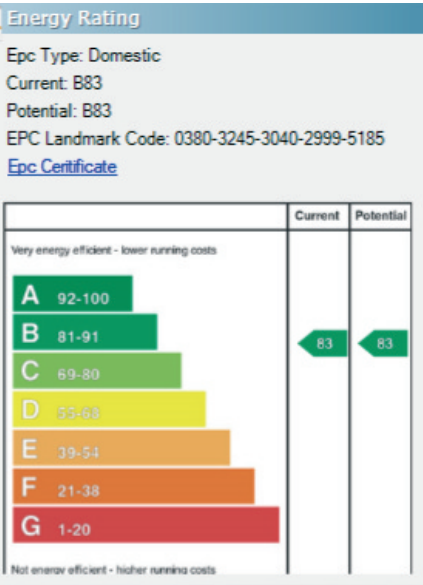 Energy Rating
Epc Type: Domestic
Current: B83
Potential: B83
EPC Landmark Code: 0380-3245-3040-2999-5185
Epc Ceritificate
Current Potential
Very energy efficient - lower running costs
A 92-100
B 81-91
83 83
C 69-80
D 55-68
E 39-54
F 21-38
G 1-20
Not energy efficient - higher running costs